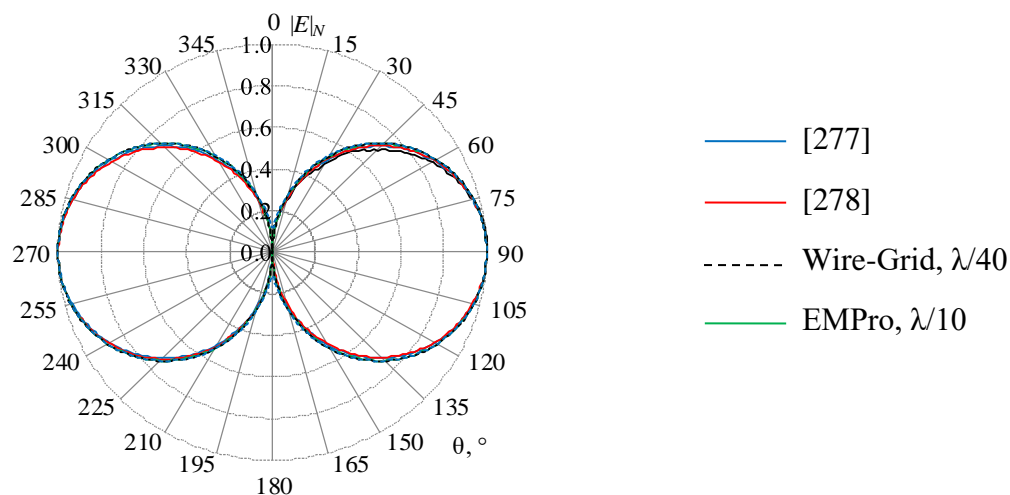 0 |E|N
345 1.0 15
330 0.8 30
315 0.6 45
300 0.4 60
285 0.2 75
270 0.0 90
255 105
240 120
225 135
210 150
195 165 θ, °
180
[277]
[278]
Wire-Grid, λ/40
EMPro, λ/10